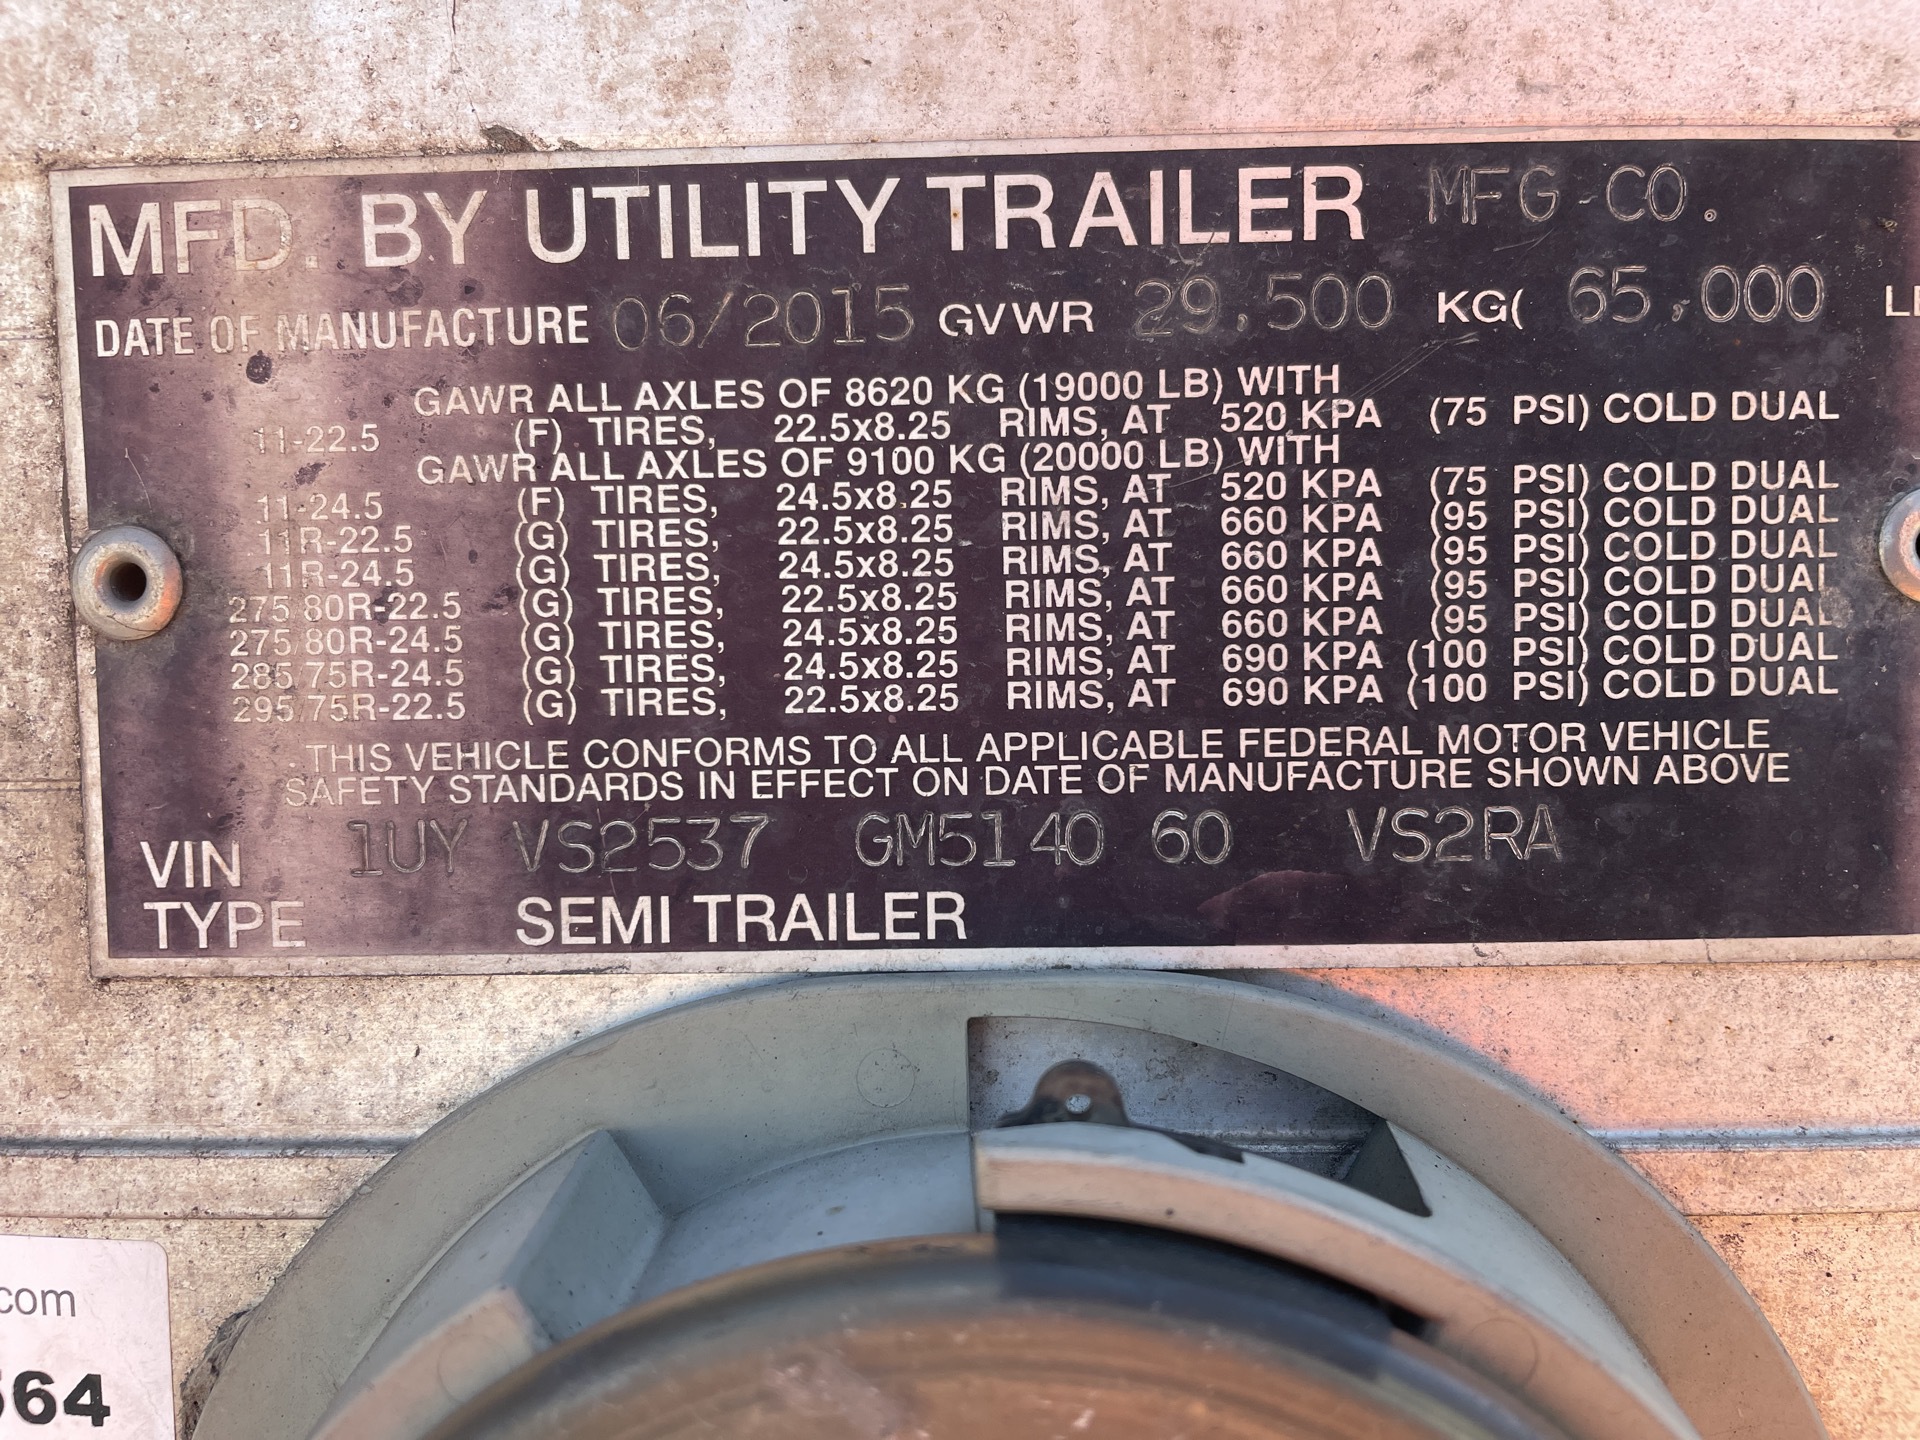 MFD. BY UTILITY TRAILER MFG CO.
DATE OF MANUFACTURE 06/2015 GVWR 29,500 KG( 65,000
GAWR ALL AXLES OF 8620 KG (19000 LB) WITH
11-22.5 (F) TIRES, 22.5x8.25 RIMS, AT 520 KPA (75 PSI) COLD DUAL
GAWR ALL AXLES OF 9100 KG (20000 LB) WITH
11-24.5 (F) TIRES, 24.5x8.25 RIMS, AT 520 KPA (75 PSI) COLD DUAL
11R-22.5 (G) TIRES, 22.5x8.25 RIMS, AT 660 KPA (95 PSI) COLD DUAL
11R-24.5 (G) TIRES, 24.5x8.25 RIMS, AT 660 KPA (95 PSI) COLD DUAL
275/80R-22.5 (G) TIRES, 22.5x8.25 RIMS, AT 660 KPA (95 PSI) COLD DUAL
275/80R-24.5 (G) TIRES, 24.5x8.25 RIMS, AT 660 KPA (95 PSI) COLD DUAL
285/75R-24.5 (G) TIRES, 24.5x8.25 RIMS, AT 690 KPA (100 PSI) COLD DUAL
295/75R-22.5 (G) TIRES, 22.5x8.25 RIMS, AT 690 KPA (100 PSI) COLD DUAL
THIS VEHICLE CONFORMS TO ALL APPLICABLE FEDERAL MOTOR VEHICLE
SAFETY STANDARDS IN EFFECT ON DATE OF MANUFACTURE SHOWN ABOVE
VIN 1UY VS2537 GM5140 60 VS2RA
TYPE SEMI TRAILER
com
64